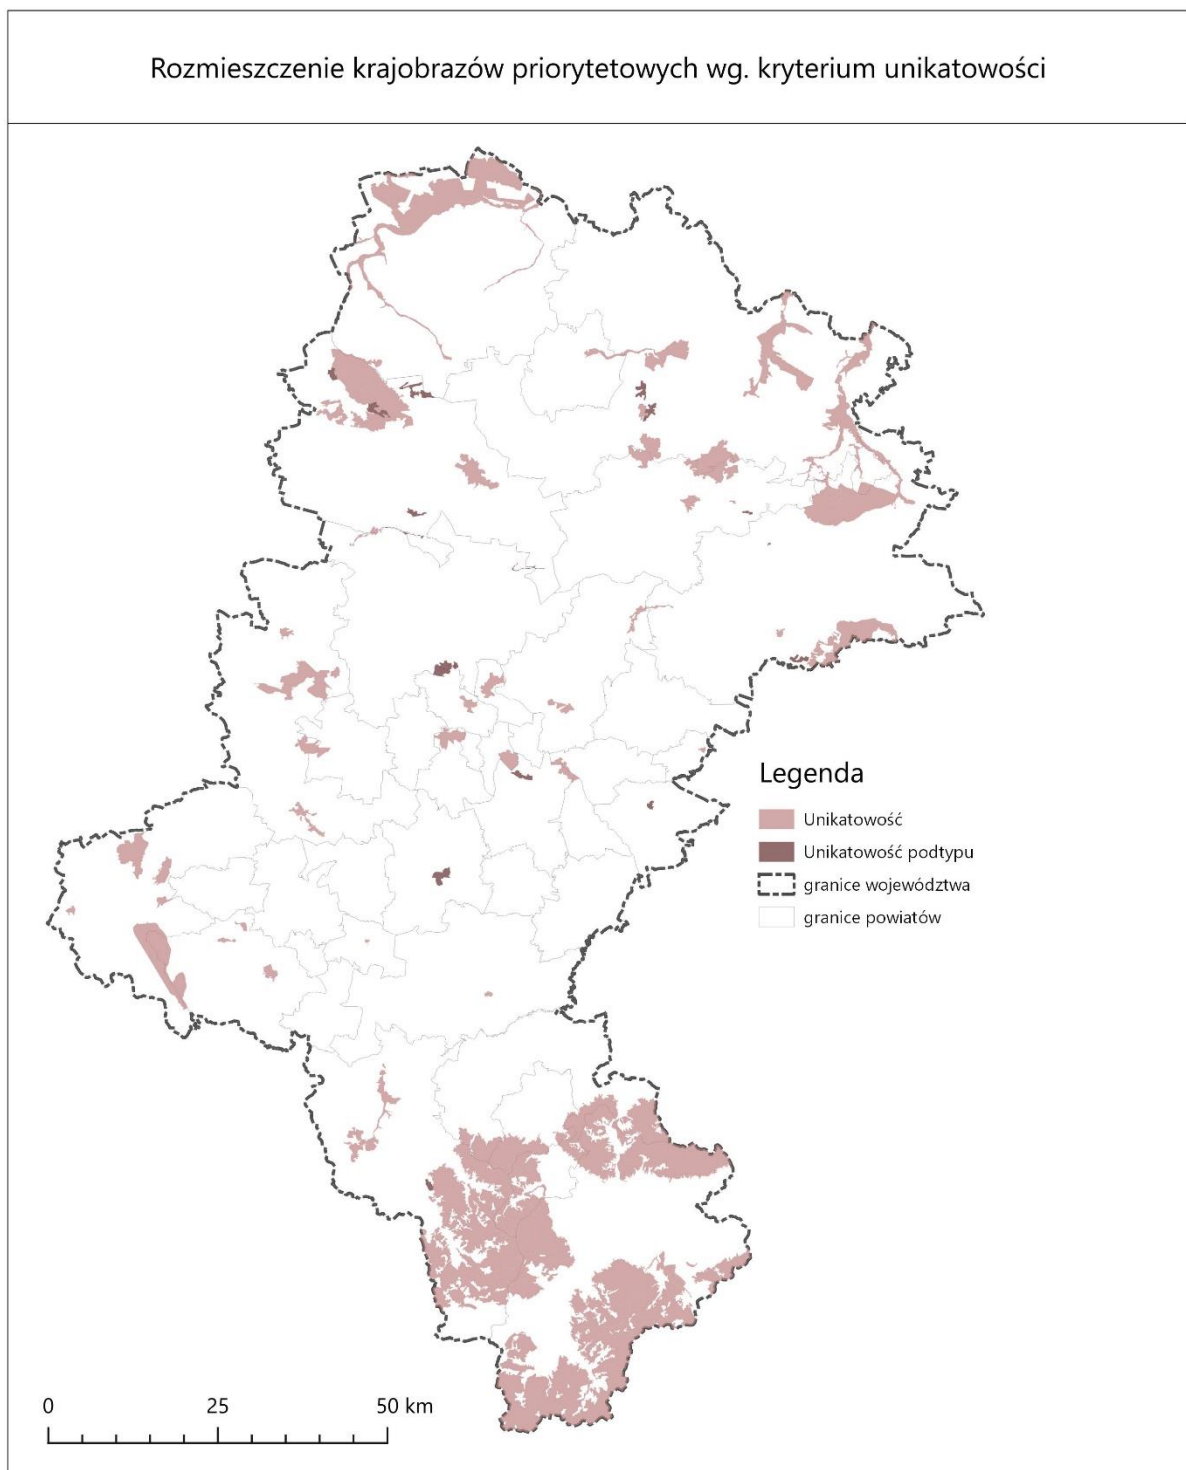 Rozmieszczenie krajobrazów priorytetowych wg. kryterium unikatowości
Legenda
Unikatowość
Unikatowość podtypu
granice województwa
granice powiatów
0 25 50 km